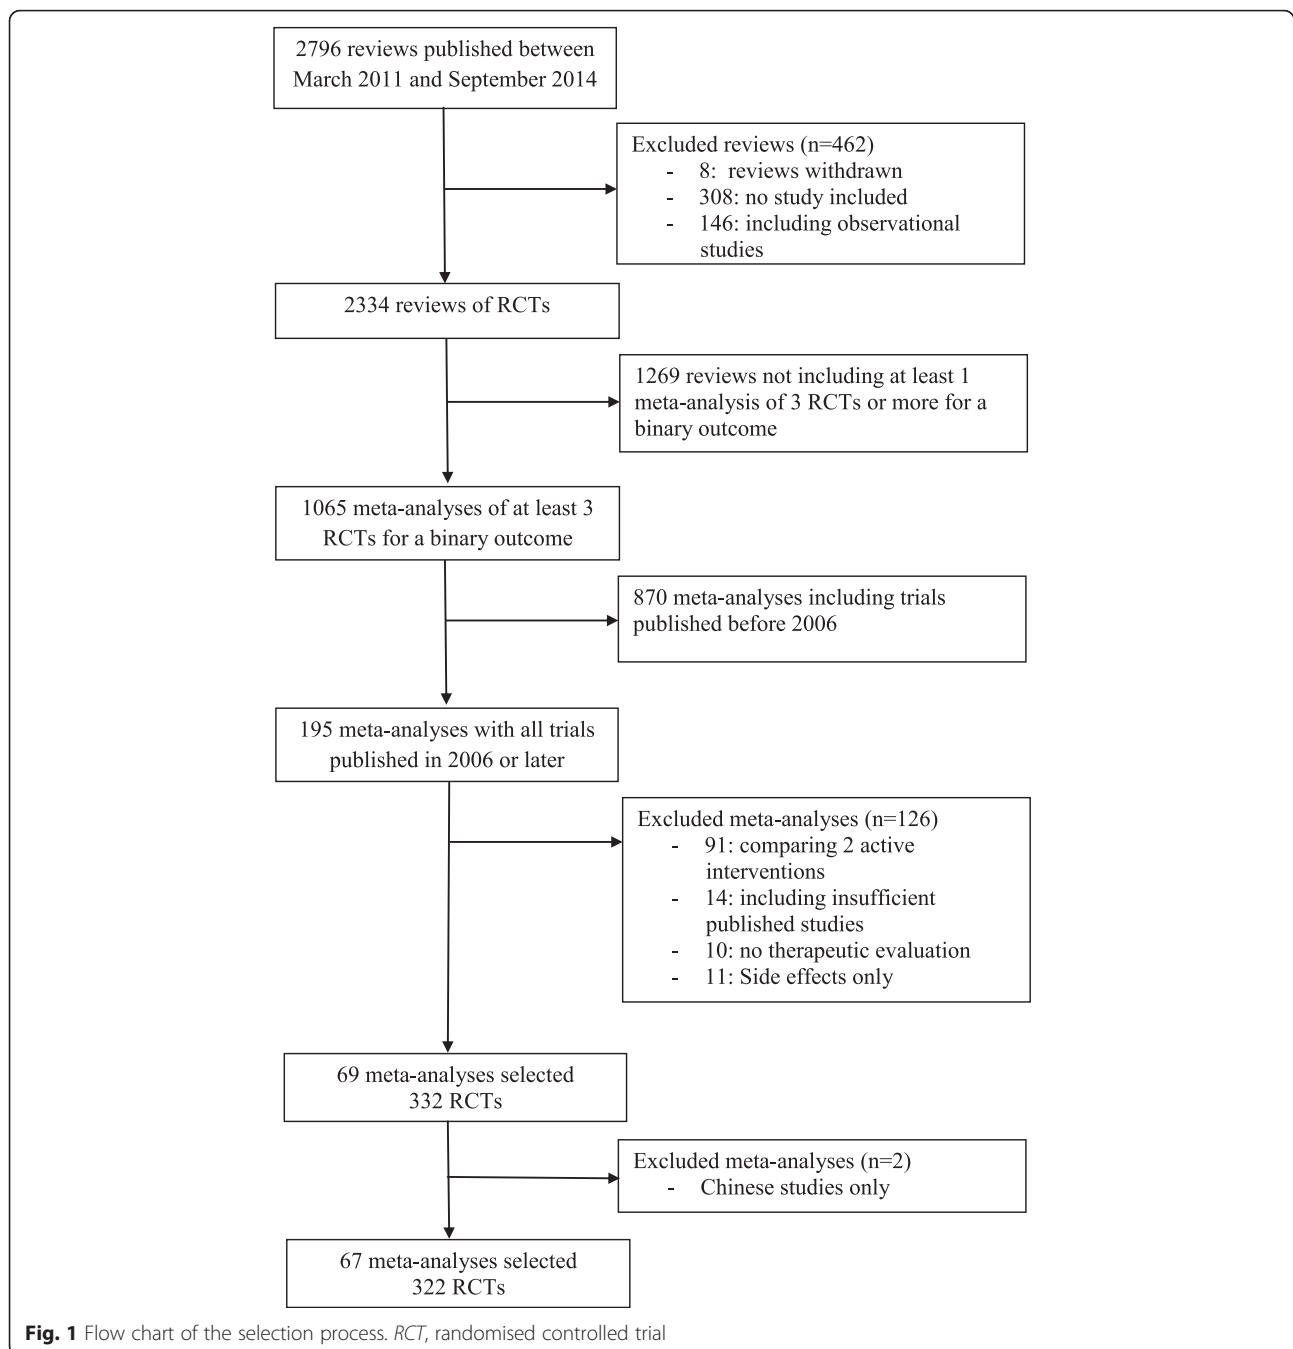 2796 reviews published between
March 2011 and September 2014
Excluded reviews (n=462)
- 8: reviews withdrawn
- 308: no study included
- 146: including observational
studies
2334 reviews of RCTs
1269 reviews not including at least 1
meta-analysis of 3 RCTs or more for a
binary outcome
1065 meta-analyses of at least 3
RCTs for a binary outcome
870 meta-analyses including trials
published before 2006
195 meta-analyses with all trials
published in 2006 or later
Excluded meta-analyses (n=126)
- 91: comparing 2 active
interventions
- 14: including insufficient
published studies
- 10: no therapeutic evaluation
- 11: Side effects only
69 meta-analyses selected
332 RCTs
Excluded meta-analyses (n=2)
- Chinese studies only
67 meta-analyses selected
322 RCTs
Fig. 1 Flow chart of the selection process. RCT, randomised controlled trial